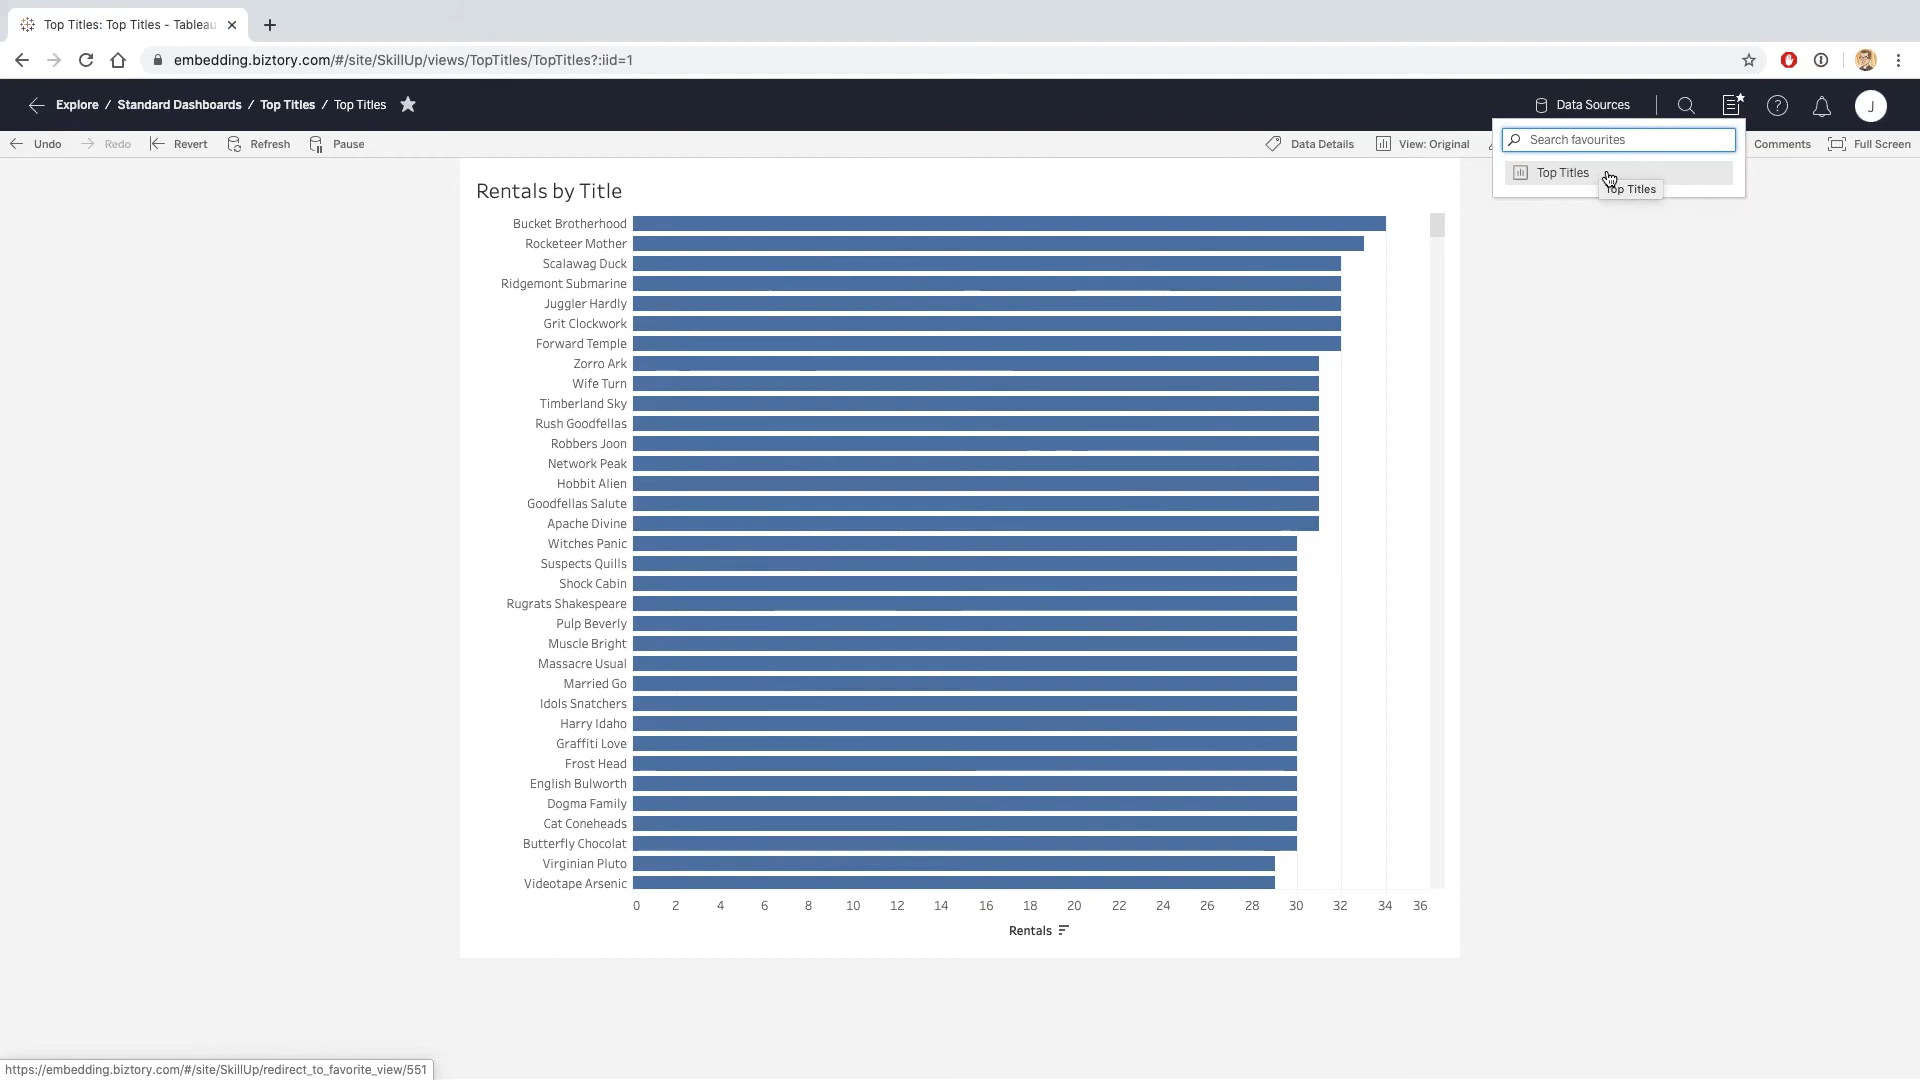 Top Titles: Top Titles - Tableau
embedding.biztory.com/#/site/SkillUp/views/TopTitles/TopTitles?:iid=1
Explore / Standard Dashboards / Top Titles / Top Titles
Data Sources
J
Undo Redo Revert Refresh Pause
Data Details View: Original
Comments Full Screen
Search favourites
Top Titles
Top Titles
Rentals by Title
Bucket Brotherhood
Rocketeer Mother
Scalawag Duck
Ridgemont Submarine
Juggler Hardly
Grit Clockwork
Forward Temple
Zorro Ark
Wife Turn
Timberland Sky
Rush Goodfellas
Robbers Joon
Network Peak
Hobbit Alien
Goodfellas Salute
Apache Divine
Witches Panic
Suspects Quills
Shock Cabin
Rugrats Shakespeare
Pulp Beverly
Muscle Bright
Massacre Usual
Married Go
Idols Snatchers
Harry Idaho
Graffiti Love
Frost Head
English Bulworth
Dogma Family
Cat Coneheads
Butterfly Chocolat
Virginian Pluto
Videotape Arsenic
0 2 4 6 8 10 12 14 16 18 20 22 24 26 28 30 32 34 36
Rentals
https://embedding.biztory.com/#/site/SkillUp/redirect_to_favorite_view/551